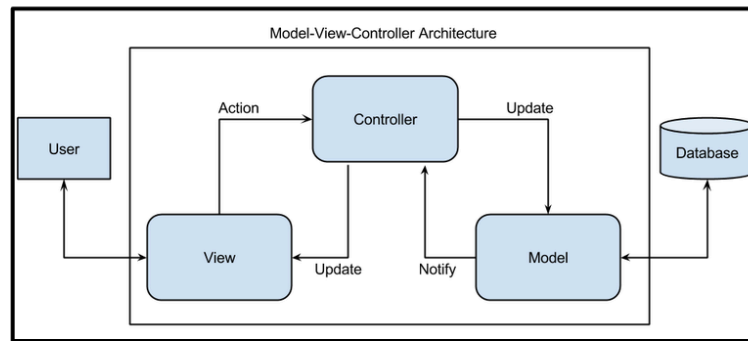 Model-View-Controller Architecture
Action
Controller
Update
User
Database
View
Update
Notify
Model